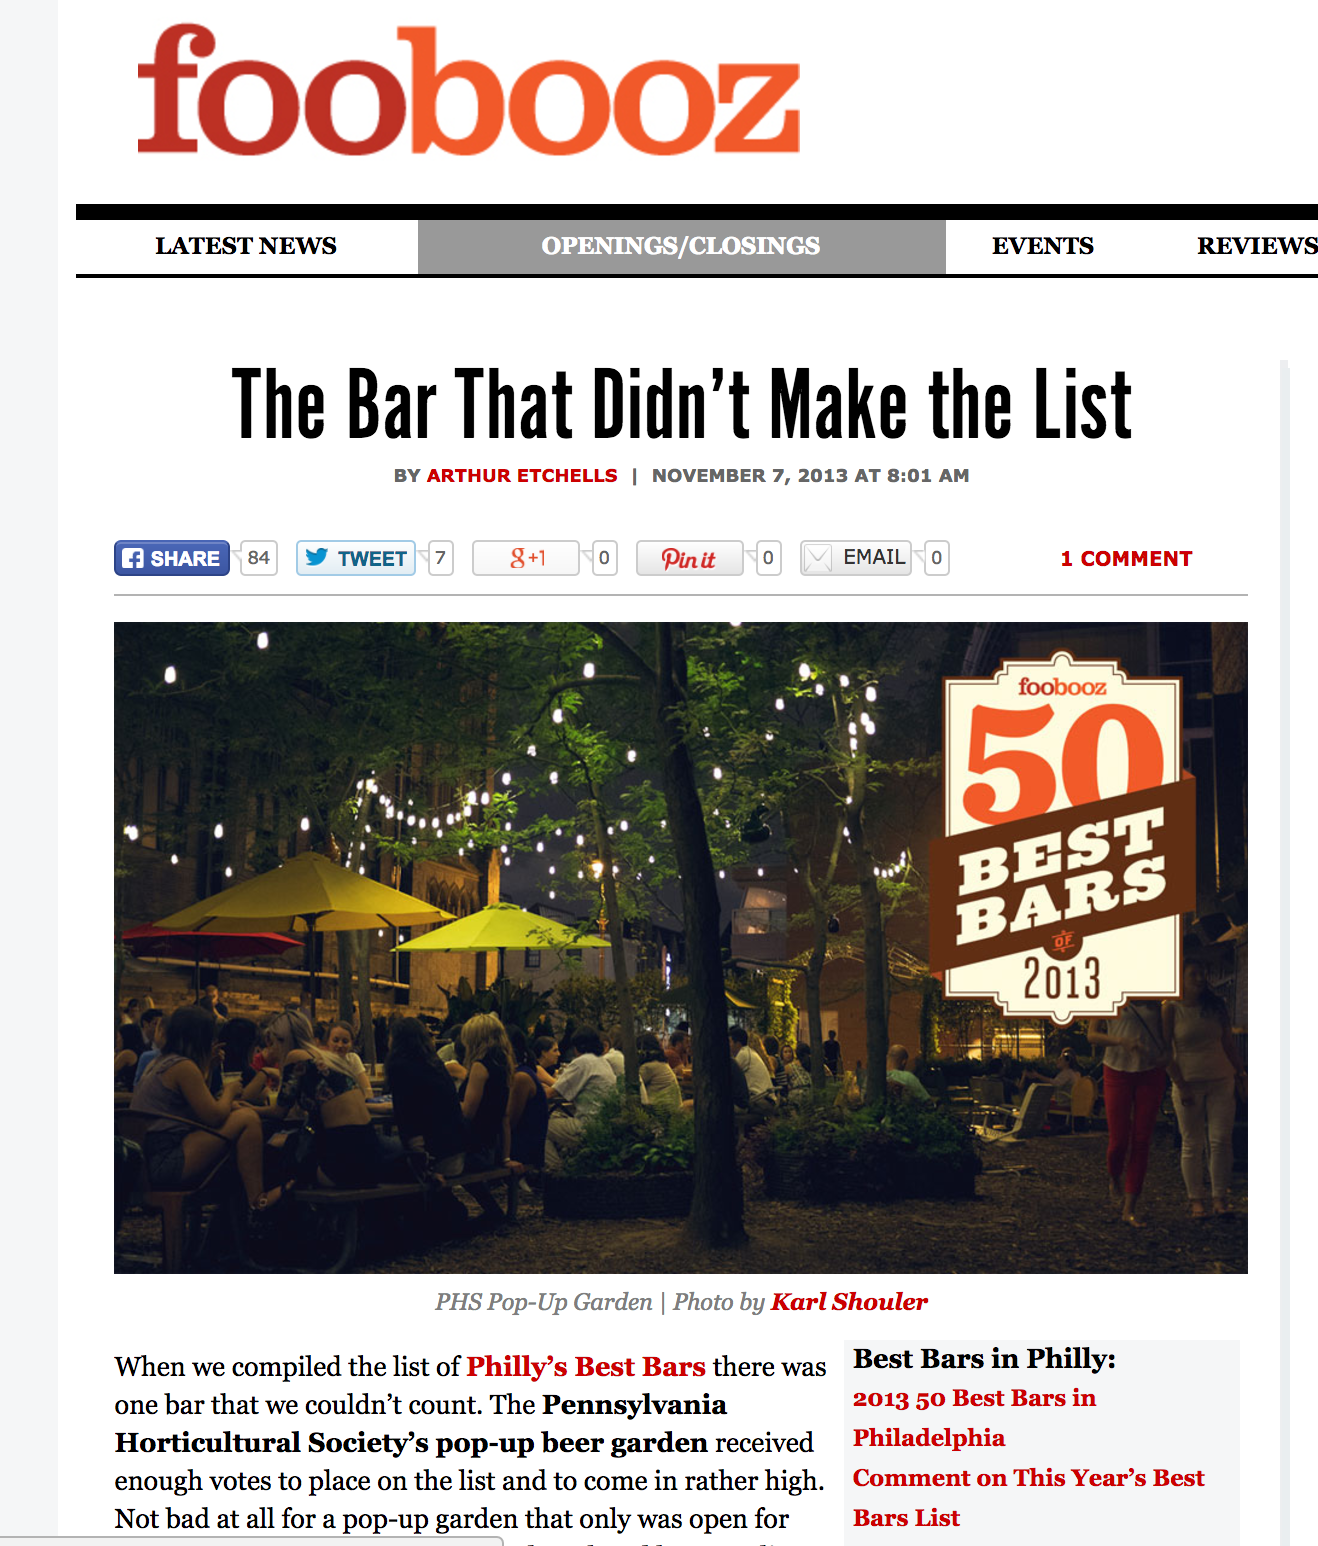 foobooz
LATEST NEWS
OPENINGS/CLOSINGS
EVENTS
REVIEWS
The Bar That Didn’t Make the List
BY ARTHUR ETCHELLS | NOVEMBER 7, 2013 AT 8:01 AM
SHARE 84 TWEET 7 g+1 0 Pin it 0 EMAIL 0 1 COMMENT
foobooz
50
BEST
BARS
OF
2013
PHS Pop-Up Garden | Photo by Karl Shouler
When we compiled the list of Philly’s Best Bars there was
one bar that we couldn’t count. The Pennsylvania
Horticultural Society’s pop-up beer garden received
enough votes to place on the list and to come in rather high.
Not bad at all for a pop-up garden that only was open for
Best Bars in Philly:
2013 50 Best Bars in
Philadelphia
Comment on This Year’s Best
Bars List